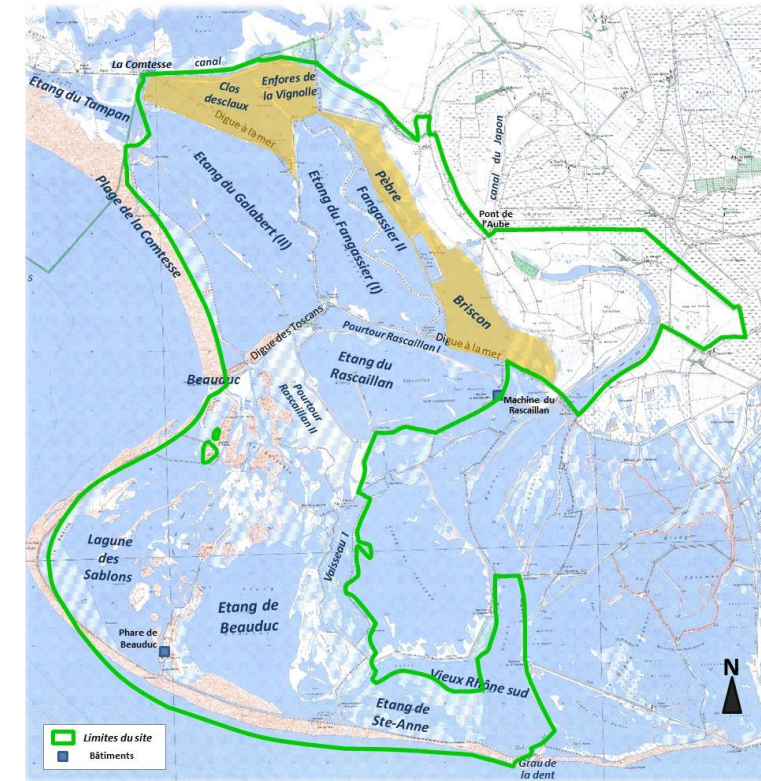 La Comtesse
canal
Etang du Tampan
Clos
desclaux
Enfores de
la Vignolle
Digue à la mer
Plage de la Comtesse
Etang du Galabert (II)
Etang du Fangassier (I)
Fangassier II
Pèbre
canal du Japon
Pont de
l'Aube
Briscon
Digue des Toscans
Pourtour Rascaillan I
Digue à la mer
Etang du
Rascaillan
Beauduc
Pourtour
Rascaillan II
Machine du
Rascaillan
Lagune
des
Sablons
Vaisseau I
Etang de
Beauduc
Phare de
Beauduc
Vieux Rhône sud
Etang de
Ste-Anne
N
Grau de
la dent
Limites du site
Bâtiments